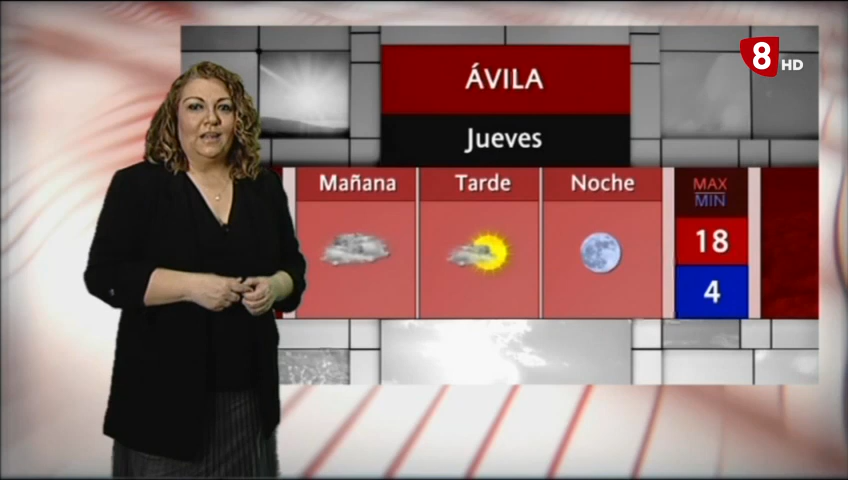 8 HD
ÁVILA
Jueves
Mañana Tarde Noche MAX
MIN
18
4